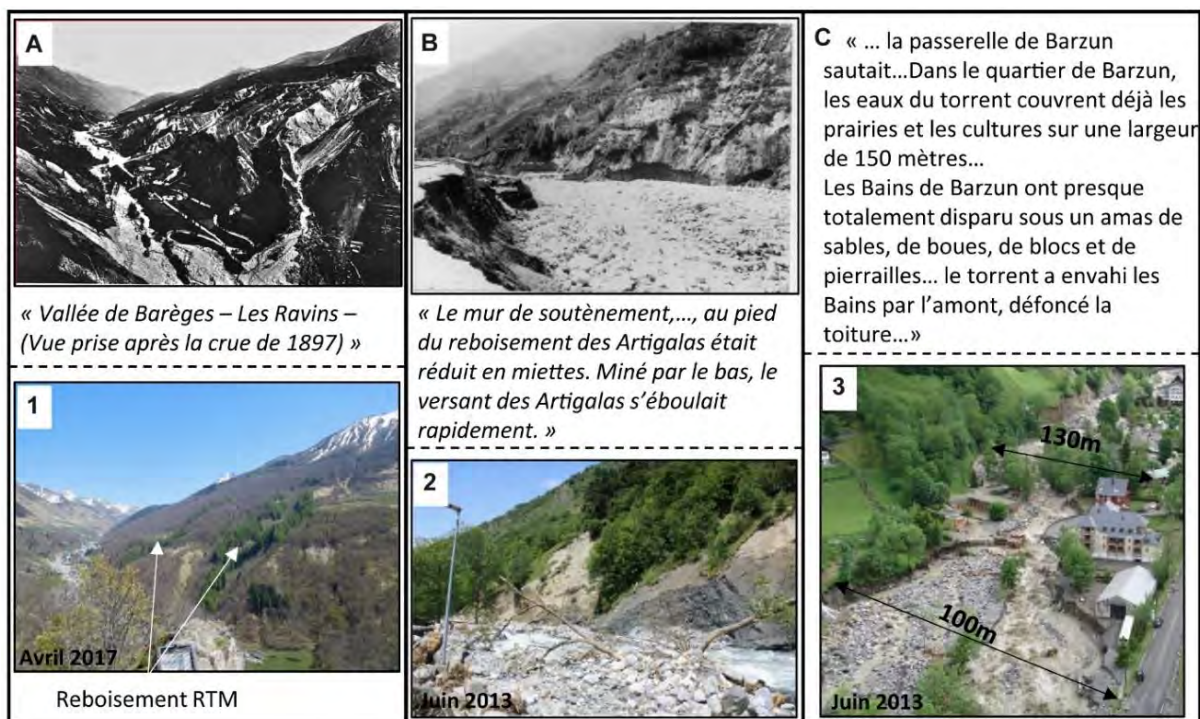 A
« Vallée de Barèges – Les Ravins –
(Vue prise après la crue de 1897) »
1
Avril 2017
Reboisement RTM
B
« Le mur de soutènement,..., au pied
du reboisement des Artigalas était
réduit en miettes. Miné par le bas, le
versant des Artigalas s’éboulait
rapidement. »
2
Juin 2013
C « ... la passerelle de Barzun
sautait...Dans le quartier de Barzun,
les eaux du torrent couvrent déjà les
prairies et les cultures sur une largeur
de 150 mètres...
Les Bains de Barzun ont presque
totalement disparu sous un amas de
sables, de boues, de blocs et de
pierrailles... le torrent a envahi les
Bains par l’amont, défoncé la
toiture...»
3
130m
100m
Juin 2013